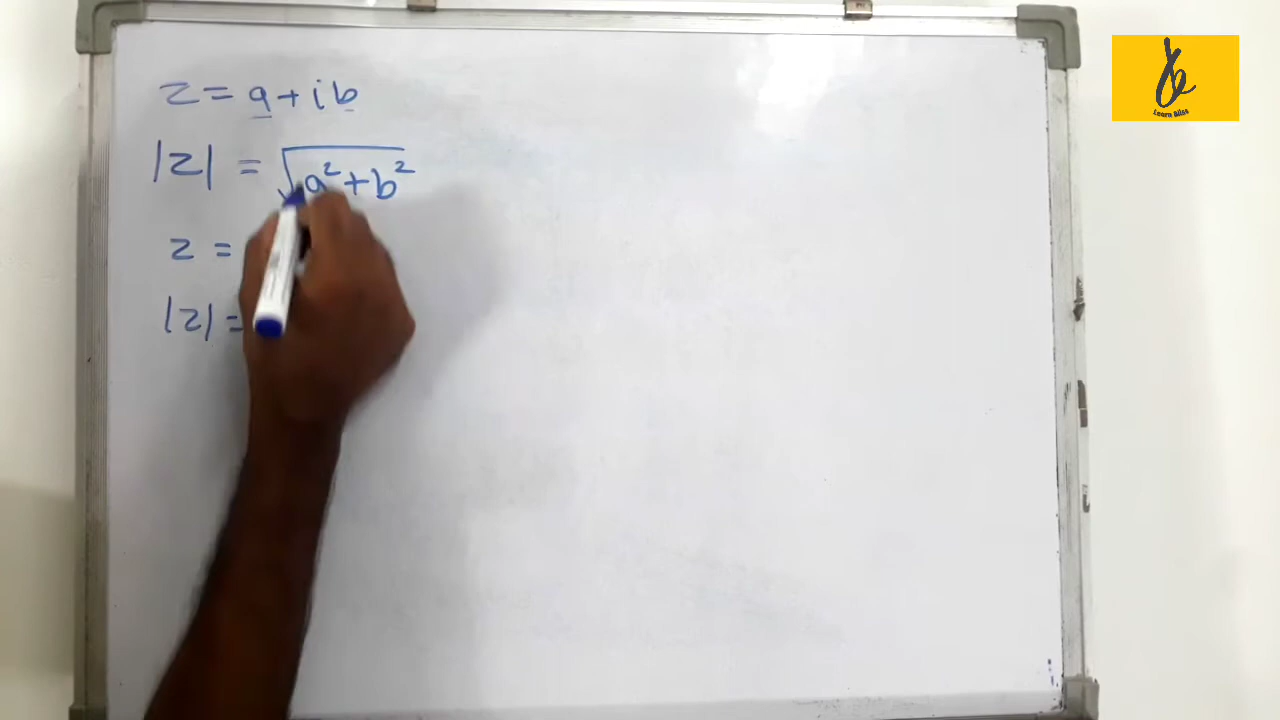 z = a + ib
|z| = √a²+b²
z =
|z| =
Learn Bliss